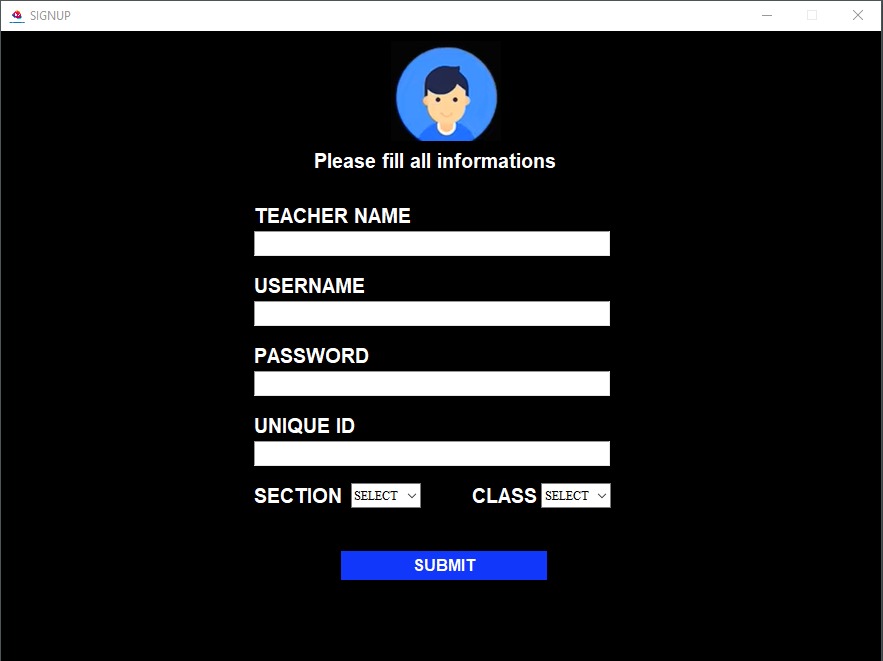 SIGNUP
Please fill all informations
TEACHER NAME
USERNAME
PASSWORD
UNIQUE ID
SECTION SELECT CLASS SELECT
SUBMIT